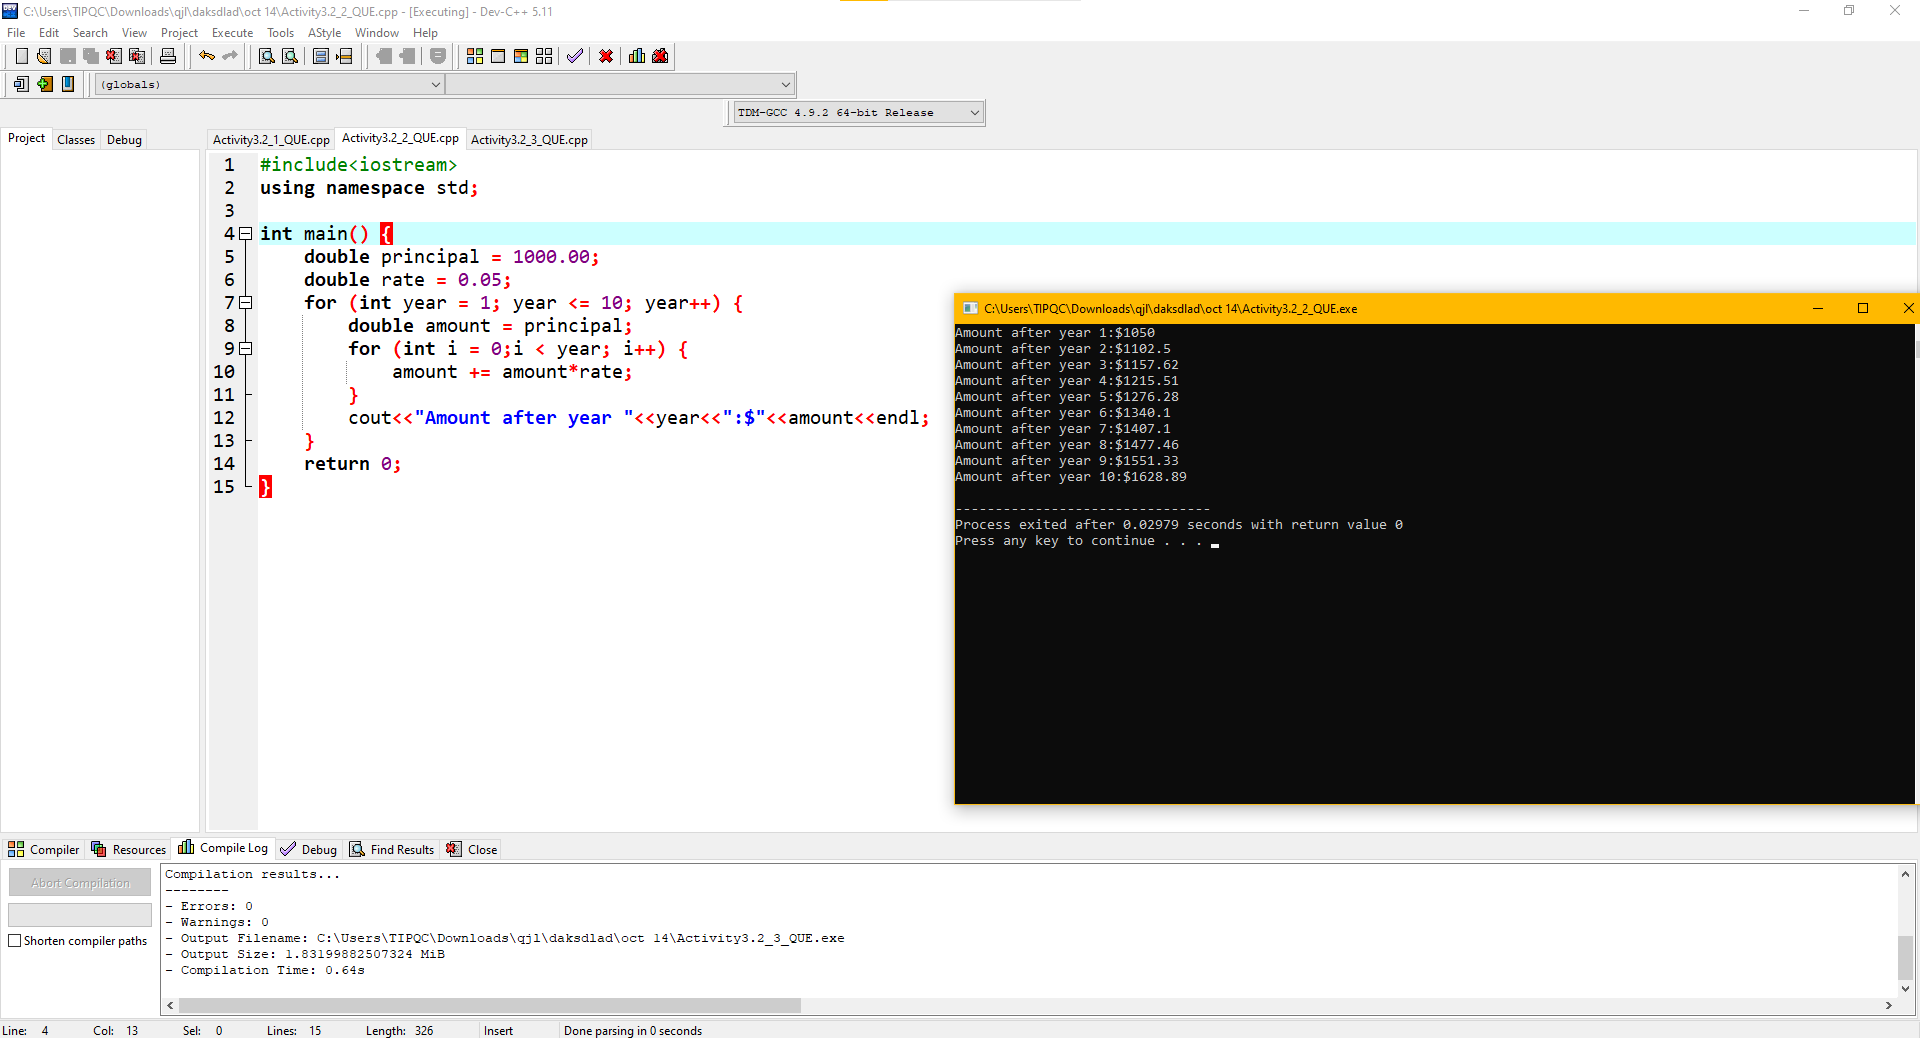 C:\Users\TIPQC\Downloads\qjl\daksdlad\oct 14\Activity3.2_2_QUE.cpp - [Executing] - Dev-C++ 5.11
File Edit Search View Project Execute Tools AStyle Window Help
(globals)
TDM-GCC 4.9.2 64-bit Release
Project Classes Debug
Activity3.2_1_QUE.cpp Activity3.2_2_QUE.cpp Activity3.2_3_QUE.cpp
1 #include<iostream>
2 using namespace std;
3
4 int main() {
5 double principal = 1000.00;
6 double rate = 0.05;
7 for (int year = 1; year <= 10; year++) {
8 double amount = principal;
9 for (int i = 0;i < year; i++) {
10 amount += amount*rate;
11 }
12 cout<<"Amount after year "<<year<<":$"<<amount<<endl;
13 }
14 return 0;
15 }
C:\Users\TIPQC\Downloads\qjl\daksdlad\oct 14\Activity3.2_2_QUE.exe
Amount after year 1:$1050
Amount after year 2:$1102.5
Amount after year 3:$1157.62
Amount after year 4:$1215.51
Amount after year 5:$1276.28
Amount after year 6:$1340.1
Amount after year 7:$1407.1
Amount after year 8:$1477.46
Amount after year 9:$1551.33
Amount after year 10:$1628.89
--------------------------------
Process exited after 0.02979 seconds with return value 0
Press any key to continue . . .
Compiler Resources Compile Log Debug Find Results Close
Abort Compilation
Shorten compiler paths
Compilation results...
--------
- Errors: 0
- Warnings: 0
- Output Filename: C:\Users\TIPQC\Downloads\qjl\daksdlad\oct 14\Activity3.2_3_QUE.exe
- Output Size: 1.83199882507324 MiB
- Compilation Time: 0.64s
Line: 4 Col: 13 Sel: 0 Lines: 15 Length: 326 Insert Done parsing in 0 seconds